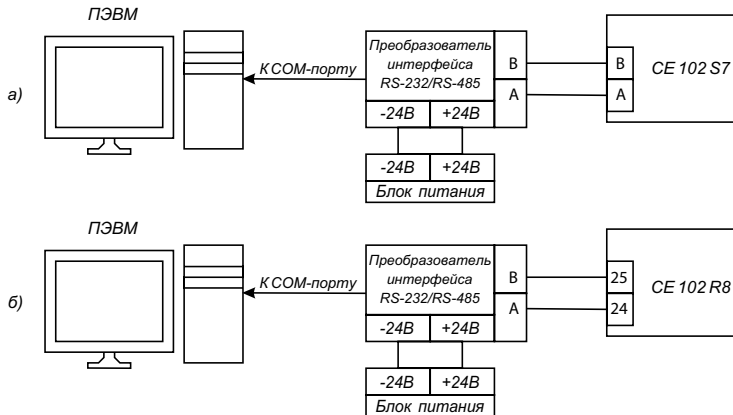 ПЭВМ
а)
К COM-порту
Преобразователь
интерфейса
RS-232/RS-485
B
A
-24В
+24В
-24В
+24В
Блок питания
B
A
CE 102 S7
ПЭВМ
б)
К COM-порту
Преобразователь
интерфейса
RS-232/RS-485
B
A
-24В
+24В
-24В
+24В
Блок питания
25
24
CE 102 R8